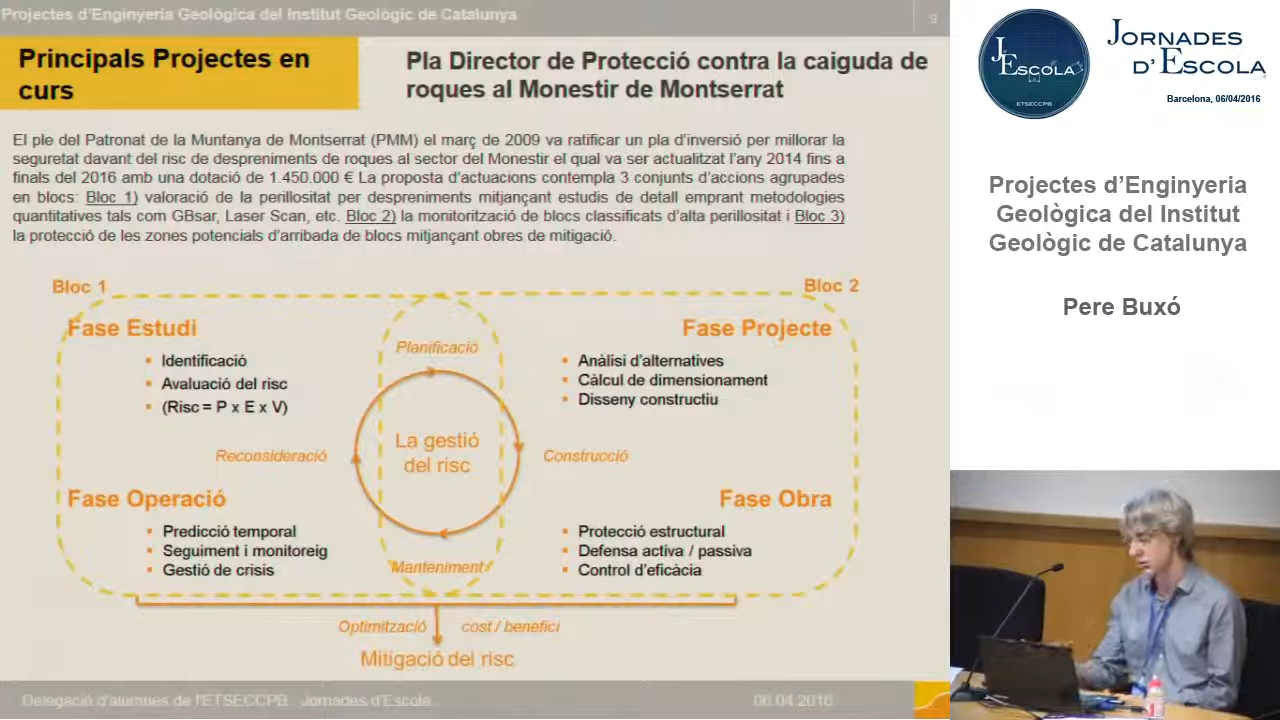 Projectes d'Enginyeria Geològica del Institut Geològic de Catalunya
9
Principals Projectes en
curs
Pla Director de Protecció contra la caiguda de
roques al Monestir de Montserrat
El ple del Patronat de la Muntanya de Montserrat (PMM) el març de 2009 va ratificar un pla d'inversió per millorar la
seguretat davant del risc de despreniments de roques al sector del Monestir el qual va ser actualitzat l'any 2014 fins a
finals del 2016 amb una dotació de 1.450.000 € La proposta d'actuacions contempla 3 conjunts d'accions agrupades
en blocs: Bloc 1) valoració de la perillositat per despreniments mitjançant estudis de detall emprant metodologies
quantitatives tals com GBsar, Laser Scan, etc. Bloc 2) la monitorització de blocs classificats d'alta perillositat i Bloc 3)
la protecció de les zones potencials d'arribada de blocs mitjançant obres de mitigació.
Bloc 1
Bloc 2
Fase Estudi
Identificació
Avaluació del risc
(Risc = P x E x V)
Planificació
Fase Projecte
Anàlisi d'alternatives
Càlcul de dimensionament
Disseny constructiu
Reconsideració
La gestió
del risc
Construcció
Fase Operació
Predicció temporal
Seguiment i monitoreig
Gestió de crisis
Manteniment
Fase Obra
Protecció estructural
Defensa activa / passiva
Control d'eficàcia
Optimització cost / benefici
Mitigació del risc
Delegació d'alumnes de l'ETSECCPB Jornades d'Escola
06.04.2016
JESCOLA
ETSECCPB
JORNADES
D'ESCOLA
Barcelona, 06/04/2016
Projectes d'Enginyeria
Geològica del Institut
Geològic de Catalunya
Pere Buxó